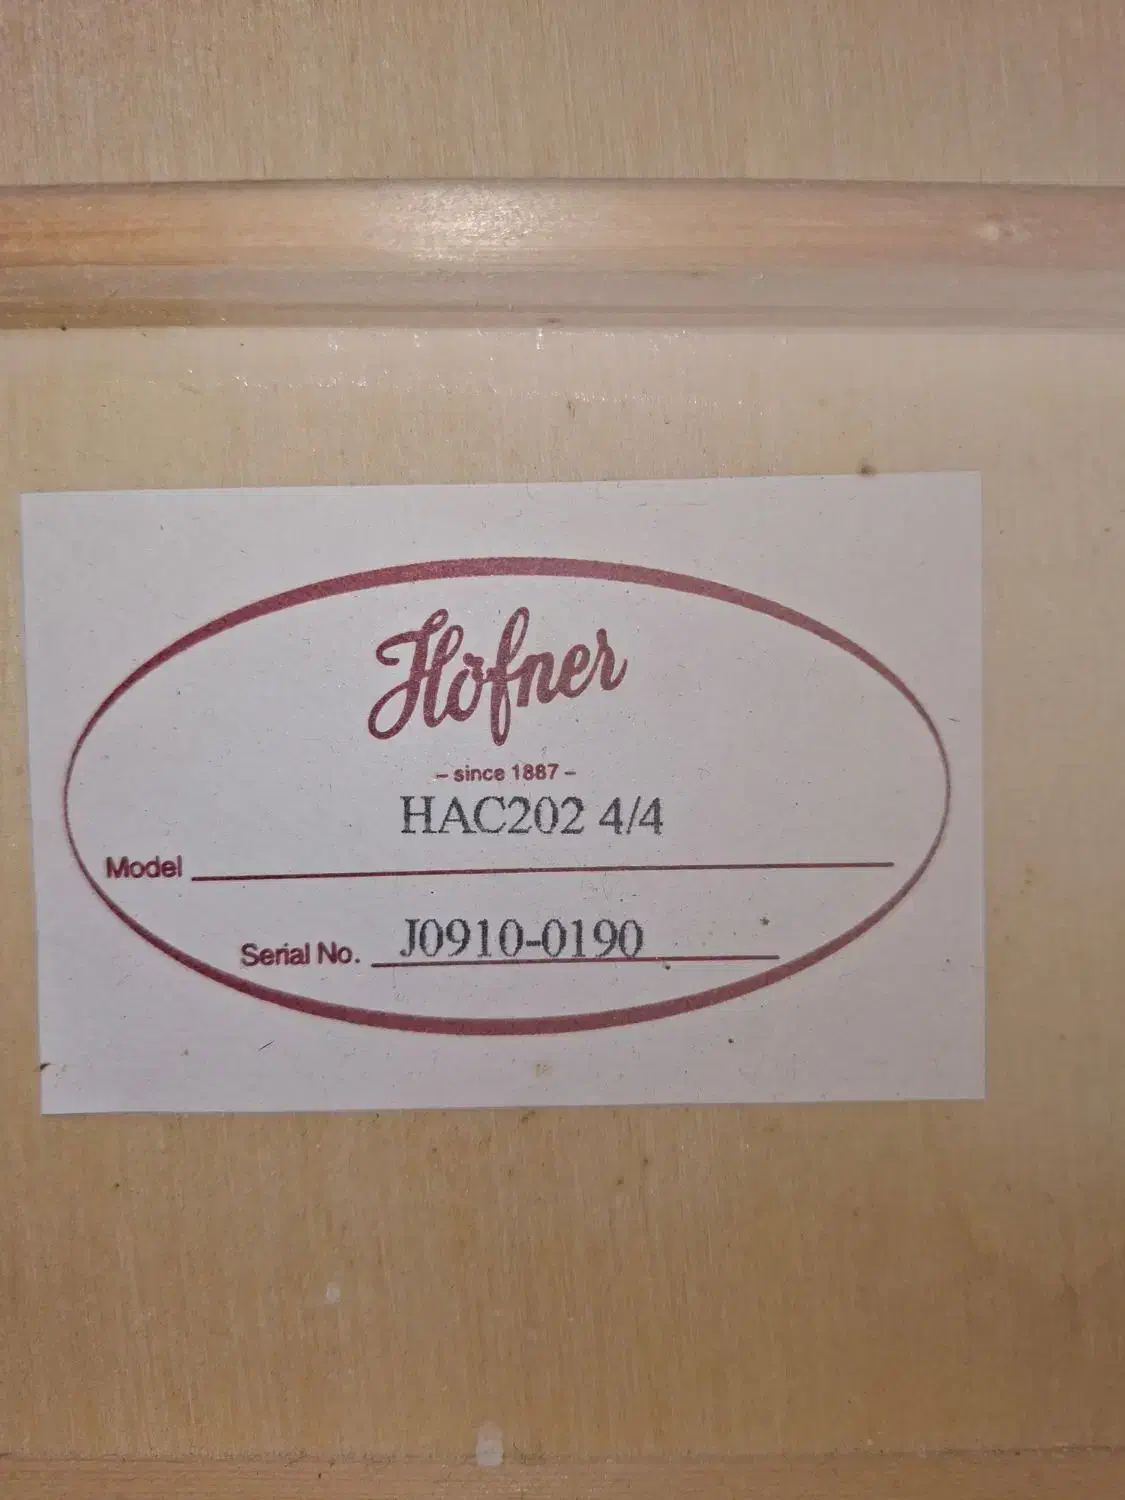 Höfner
– since 1887 –
HAC202 4/4
Model
Serial No. J0910-0190